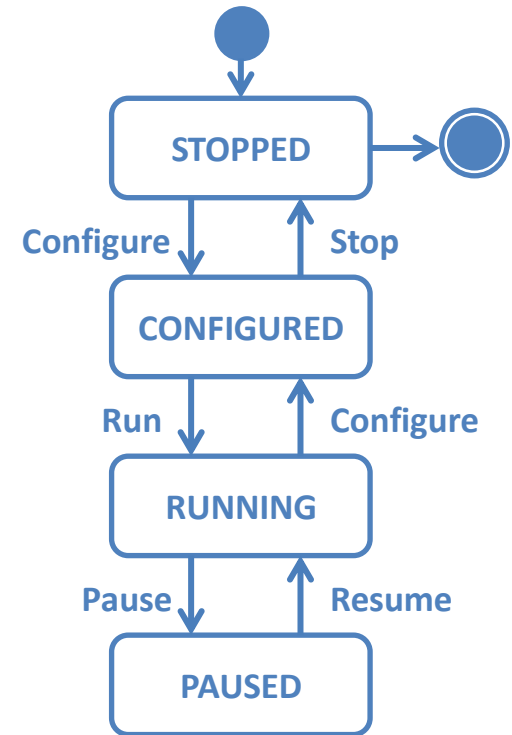 STOPPED
Configure
Stop
CONFIGURED
Run
Configure
RUNNING
Pause
Resume
PAUSED